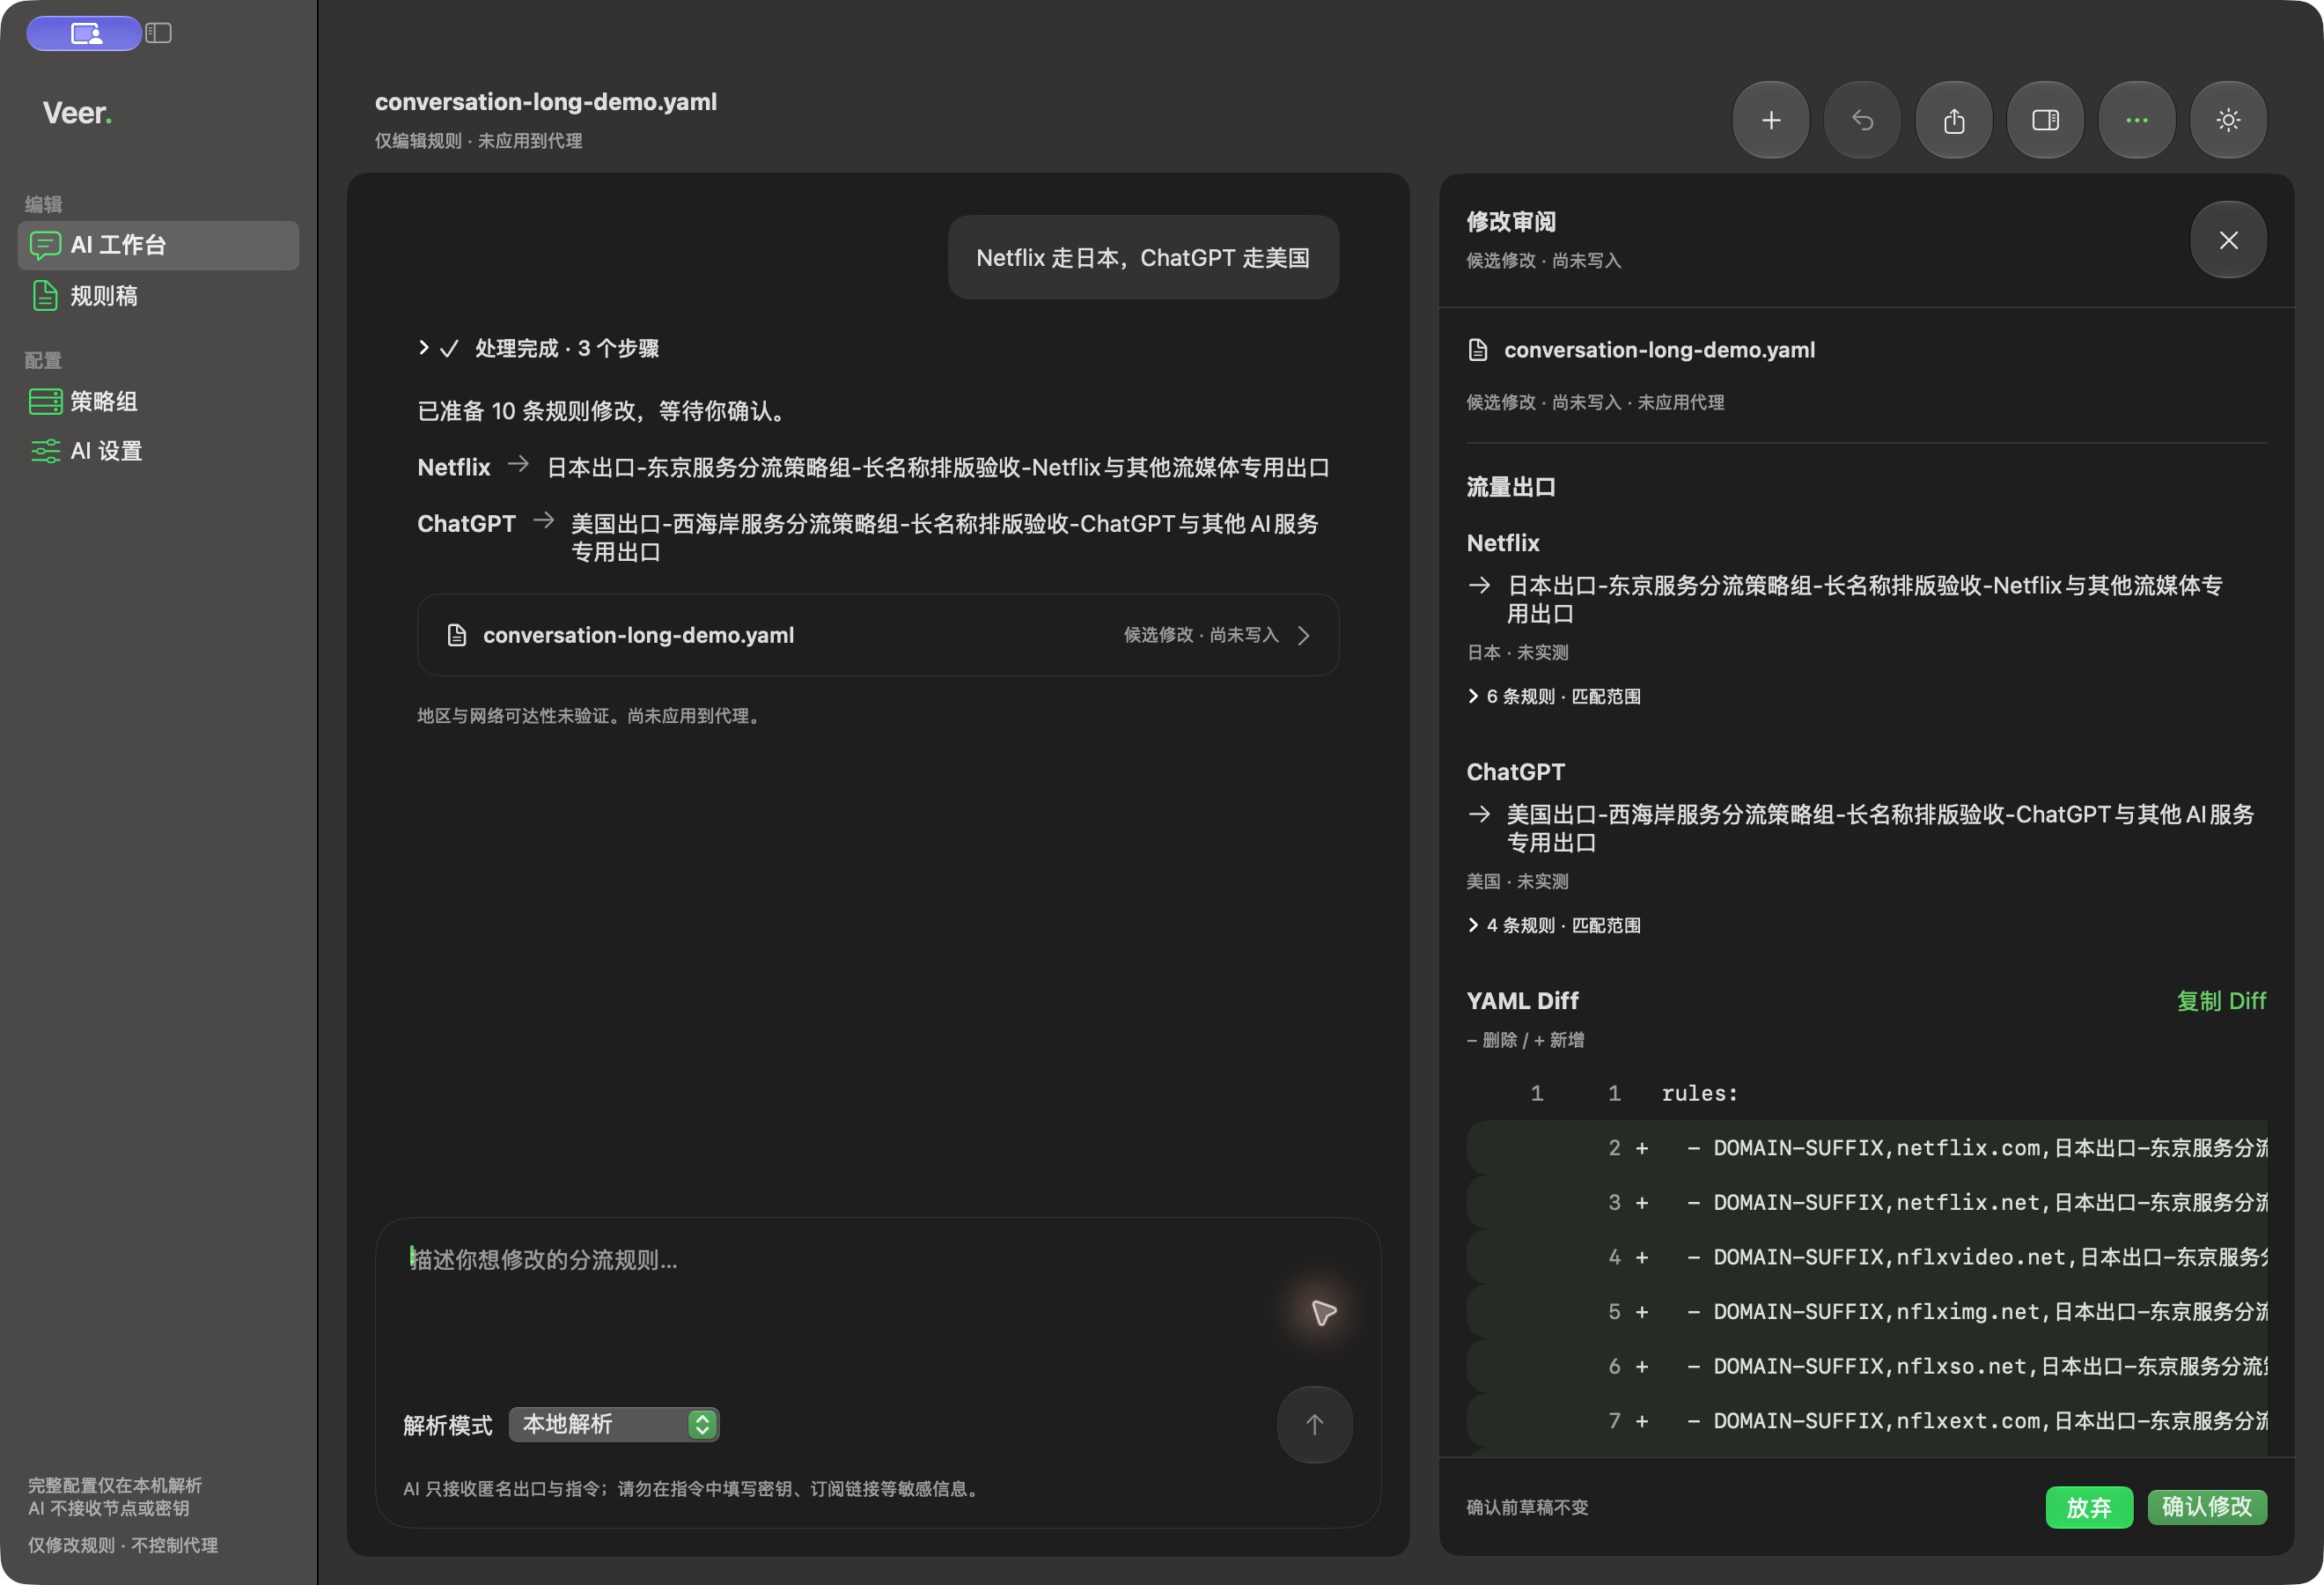 Veer.
编辑
AI 工作台
规则稿
配置
策略组
AI 设置
完整配置仅在本机解析
AI 不接收节点或密钥
仅修改规则 · 不控制代理
conversation-long-demo.yaml
仅编辑规则 · 未应用到代理
Netflix 走日本，ChatGPT 走美国
处理完成 · 3 个步骤
已准备 10 条规则修改，等待你确认。
Netflix → 日本出口-东京服务分流策略组-长名称排版验收-Netflix与其他流媒体专用出口
ChatGPT → 美国出口-西海岸服务分流策略组-长名称排版验收-ChatGPT与其他AI服务
专用出口
conversation-long-demo.yaml 候选修改 · 尚未写入
地区与网络可达性未验证。尚未应用到代理。
描述你想修改的分流规则...
解析模式 本地解析
AI 只接收匿名出口与指令；请勿在指令中填写密钥、订阅链接等敏感信息。
修改审阅
候选修改 · 尚未写入
conversation-long-demo.yaml
候选修改 · 尚未写入 · 未应用代理
流量出口
Netflix
→ 日本出口-东京服务分流策略组-长名称排版验收-Netflix与其他流媒体专
用出口
日本 · 未实测
6 条规则 · 匹配范围
ChatGPT
→ 美国出口-西海岸服务分流策略组-长名称排版验收-ChatGPT与其他AI服务
专用出口
美国 · 未实测
4 条规则 · 匹配范围
YAML Diff 复制 Diff
− 删除 / + 新增
1 1 rules:
2 + - DOMAIN-SUFFIX,netflix.com,日本出口-东京服务分流
3 + - DOMAIN-SUFFIX,netflix.net,日本出口-东京服务分流
4 + - DOMAIN-SUFFIX,nflxvideo.net,日本出口-东京服务分
5 + - DOMAIN-SUFFIX,nflximg.net,日本出口-东京服务分流
6 + - DOMAIN-SUFFIX,nflxso.net,日本出口-东京服务分流
7 + - DOMAIN-SUFFIX,nflxext.com,日本出口-东京服务分流
确认前草稿不变 放弃 确认修改